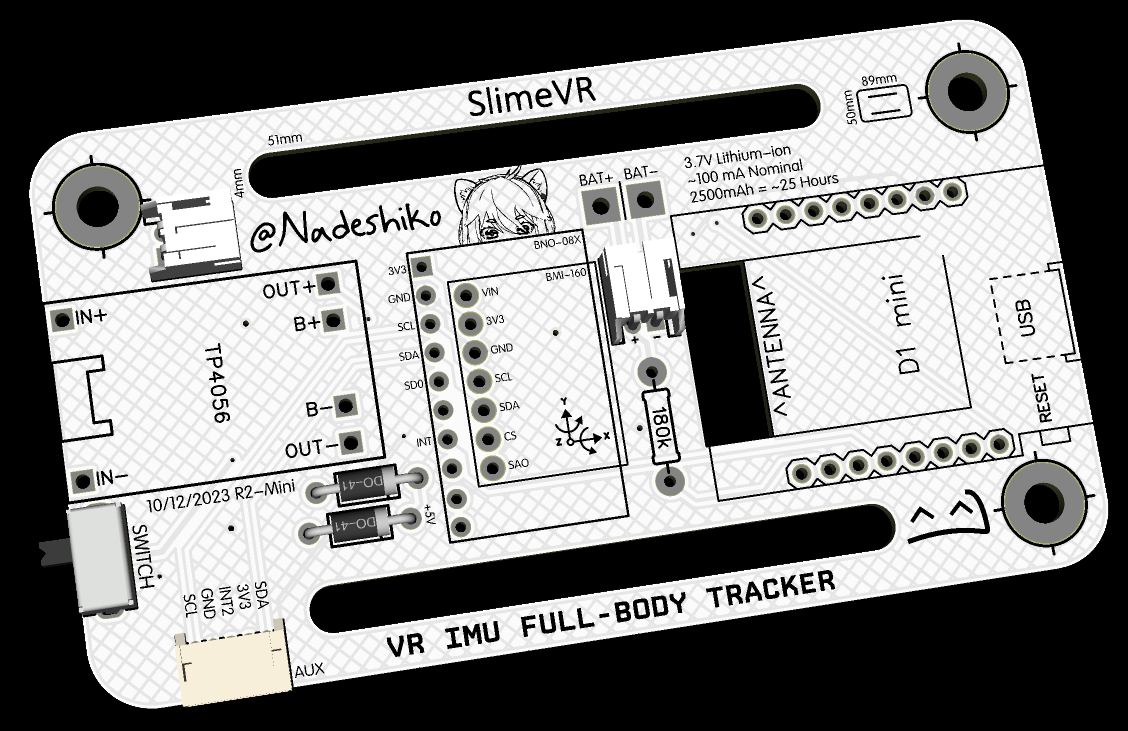 SlimeVR
89mm
50mm
51mm
4mm
3.7V Lithium-ion
~100 mA Nominal
2500mAh = ~25 Hours
BAT+
BAT-
@Nadeshiko
BNO-08X
BMI-160
3V3
GND
SCL
SDA
SD0
INT
VIN
3V3
GND
SCL
SDA
CS
SAO
Y
Z
X
+ -
180k
IN+
OUT+
B+
TP4056
B-
OUT-
IN-
<ANTENNA>
D1 mini
USB
RESET
10/12/2023 R2-Mini
DO-41
DO-41
+5V
SWITCH
SCL
GND
INT2
3V3
SDA
AUX
VR IMU FULL-BODY TRACKER